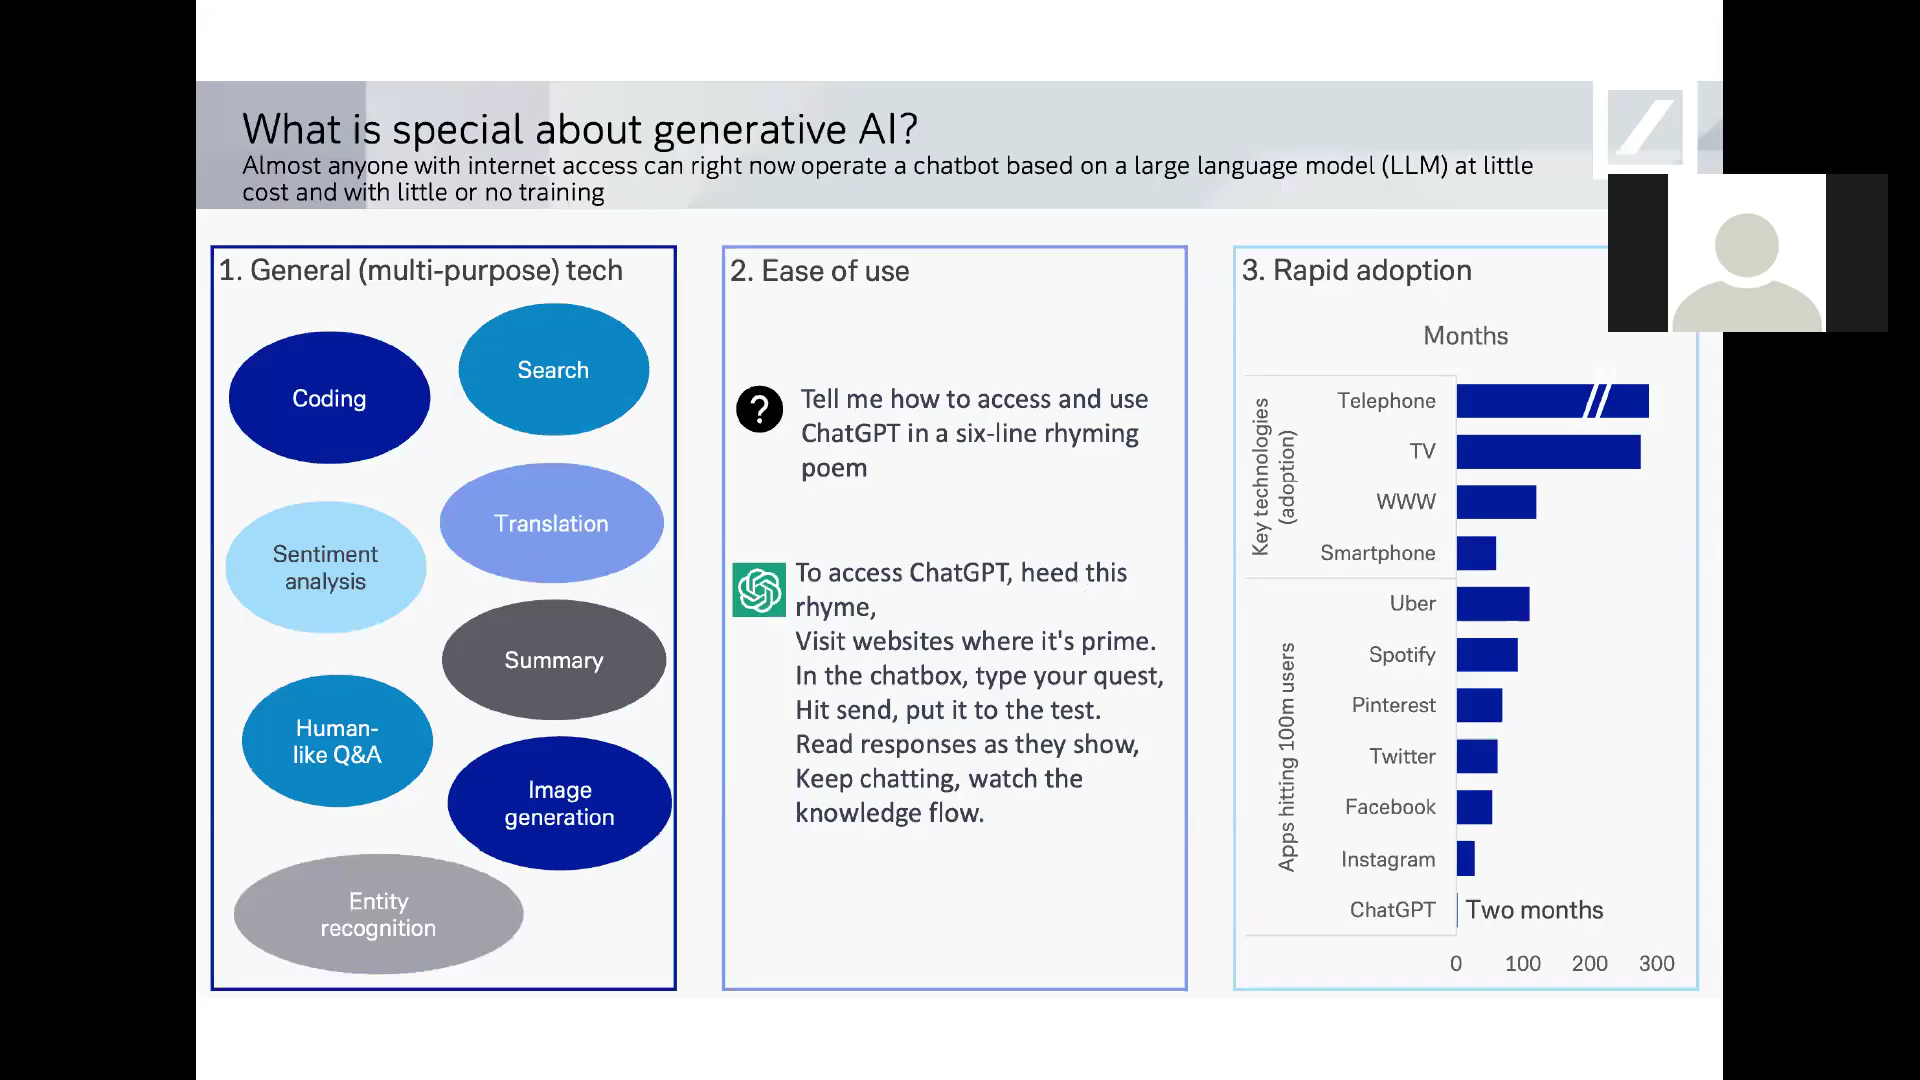 What is special about generative AI?
Almost anyone with internet access can right now operate a chatbot based on a large language model (LLM) at little
cost and with little or no training
1. General (multi-purpose) tech
Coding
Search
Sentiment
analysis
Translation
Summary
Human-
like Q&A
Image
generation
Entity
recognition
2. Ease of use
?
Tell me how to access and use
ChatGPT in a six-line rhyming
poem
To access ChatGPT, heed this
rhyme,
Visit websites where it's prime.
In the chatbox, type your quest,
Hit send, put it to the test.
Read responses as they show,
Keep chatting, watch the
knowledge flow.
3. Rapid adoption
Months
Key technologies
(adoption)
Telephone
TV
WWW
Smartphone
Apps hitting 100m users
Uber
Spotify
Pinterest
Twitter
Facebook
Instagram
ChatGPT Two months
0 100 200 300